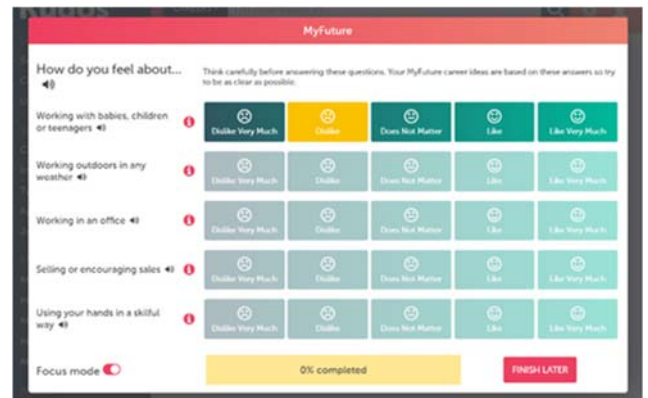 Kudos
MyFuture
How do you feel about...
Think carefully before answering these questions. Your MyFuture career ideas are based on these answers so try
to be as clear as possible.
Working with babies, children
or teenagers
Dislike Very Much
Dislike
Does Not Matter
Like
Like Very Much
Working outdoors in any
weather
Dislike Very Much
Dislike
Does Not Matter
Like
Like Very Much
Working in an office
Dislike Very Much
Dislike
Does Not Matter
Like
Like Very Much
Selling or encouraging sales
Dislike Very Much
Dislike
Does Not Matter
Like
Like Very Much
Using your hands in a skilful
way
Dislike Very Much
Dislike
Does Not Matter
Like
Like Very Much
Focus mode
0% completed
FINISH LATER